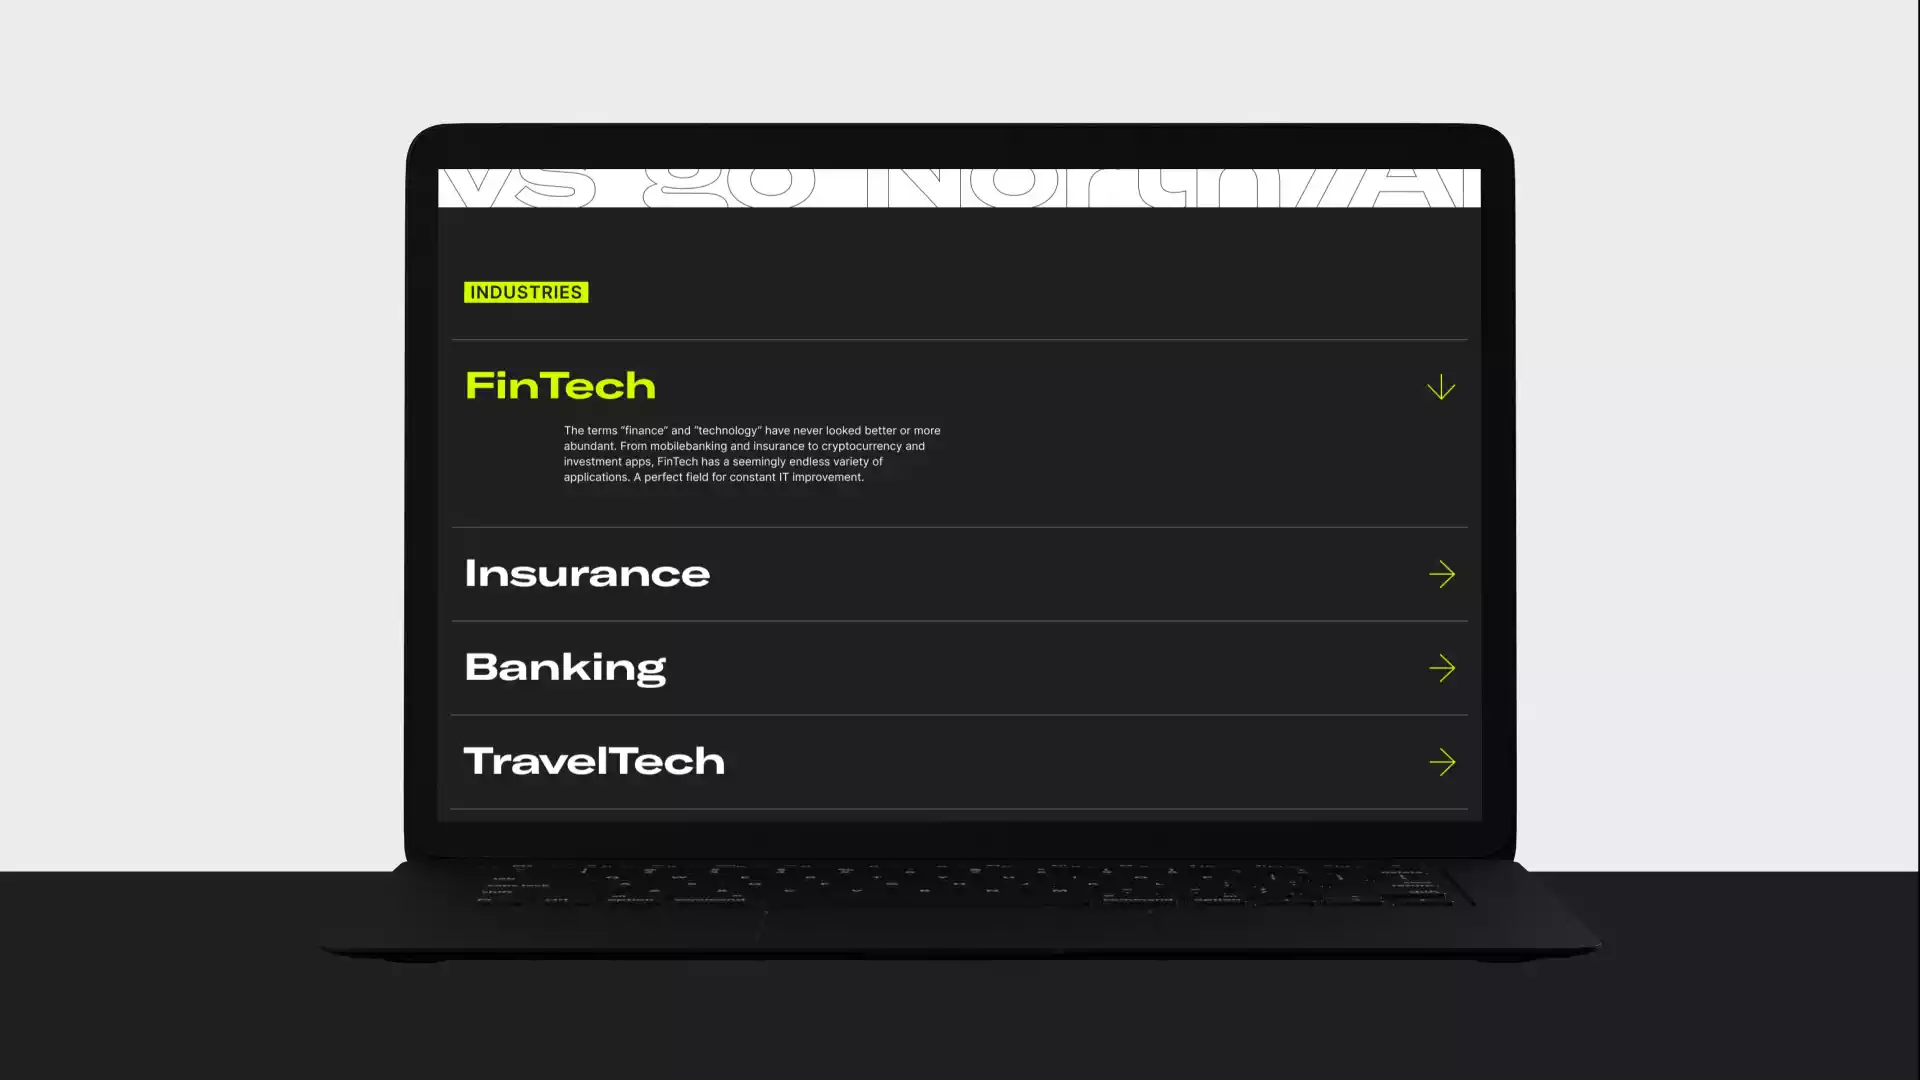 vs go North/Al
INDUSTRIES
FinTech
The terms “finance” and “technology” have never looked better or more
abundant. From mobilebanking and insurance to cryptocurrency and
investment apps, FinTech has a seemingly endless variety of
applications. A perfect field for constant IT improvement.
Insurance
Banking
TravelTech